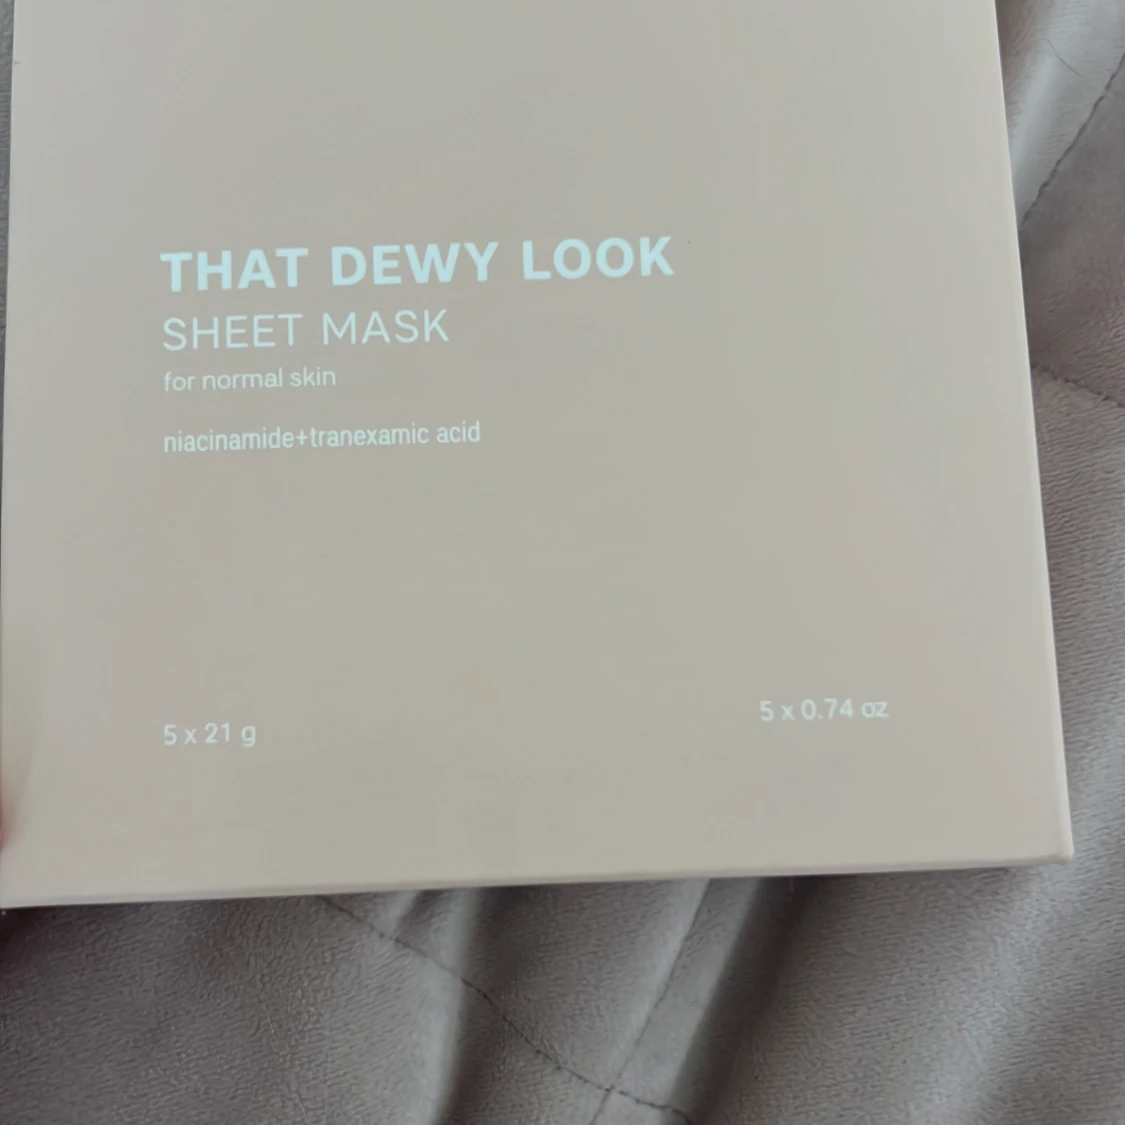 THAT DEWY LOOK
SHEET MASK
for normal skin
niacinamide+tranexamic acid
5 x 21 g
5 x 0.74 oz